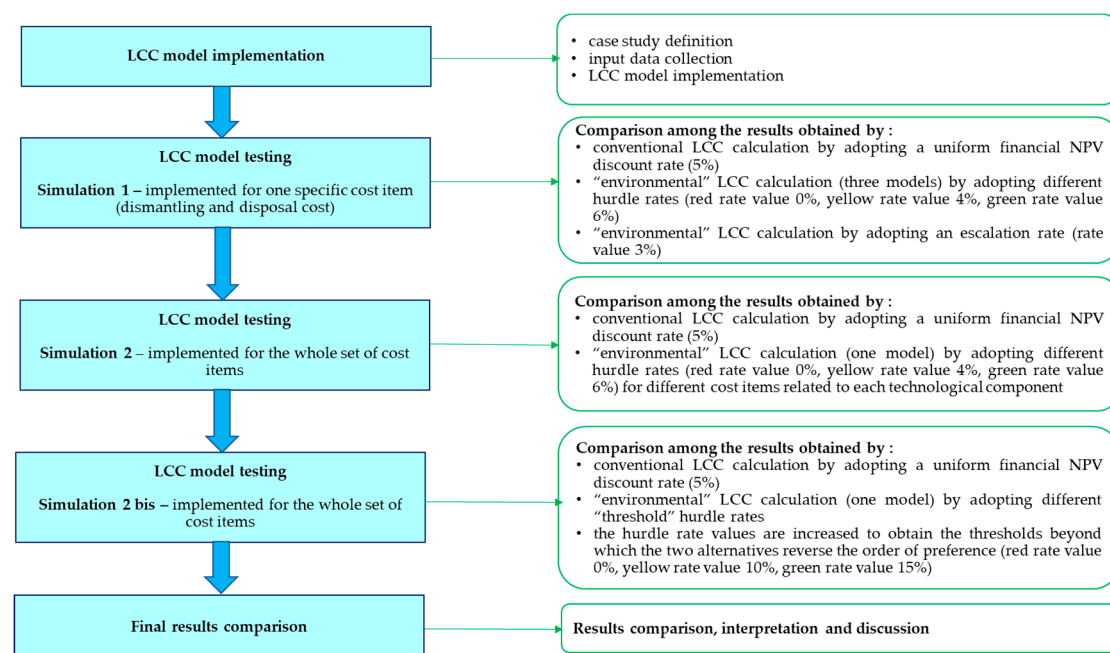 LCC model implementation
• case study definition
• input data collection
• LCC model implementation
LCC model testing
Simulation 1 – implemented for one specific cost item
(dismantling and disposal cost)
Comparison among the results obtained by :
• conventional LCC calculation by adopting a uniform financial NPV
discount rate (5%)
• “environmental” LCC calculation (three models) by adopting different
hurdle rates (red rate value 0%, yellow rate value 4%, green rate value
6%)
• “environmental” LCC calculation by adopting an escalation rate (rate
value 3%)
LCC model testing
Simulation 2 – implemented for the whole set of cost
items
Comparison among the results obtained by :
• conventional LCC calculation by adopting a uniform financial NPV
discount rate (5%)
• “environmental” LCC calculation (one model) by adopting different
hurdle rates (red rate value 0%, yellow rate value 4%, green rate value
6%) for different cost items related to each technological component
LCC model testing
Simulation 2 bis – implemented for the whole set of
cost items
Comparison among the results obtained by :
• conventional LCC calculation by adopting a uniform financial NPV
discount rate (5%)
• “environmental” LCC calculation (one model) by adopting different
“threshold” hurdle rates
• the hurdle rate values are increased to obtain the thresholds beyond
which the two alternatives reverse the order of preference (red rate value
0%, yellow rate value 10%, green rate value 15%)
Final results comparison
Results comparison, interpretation and discussion